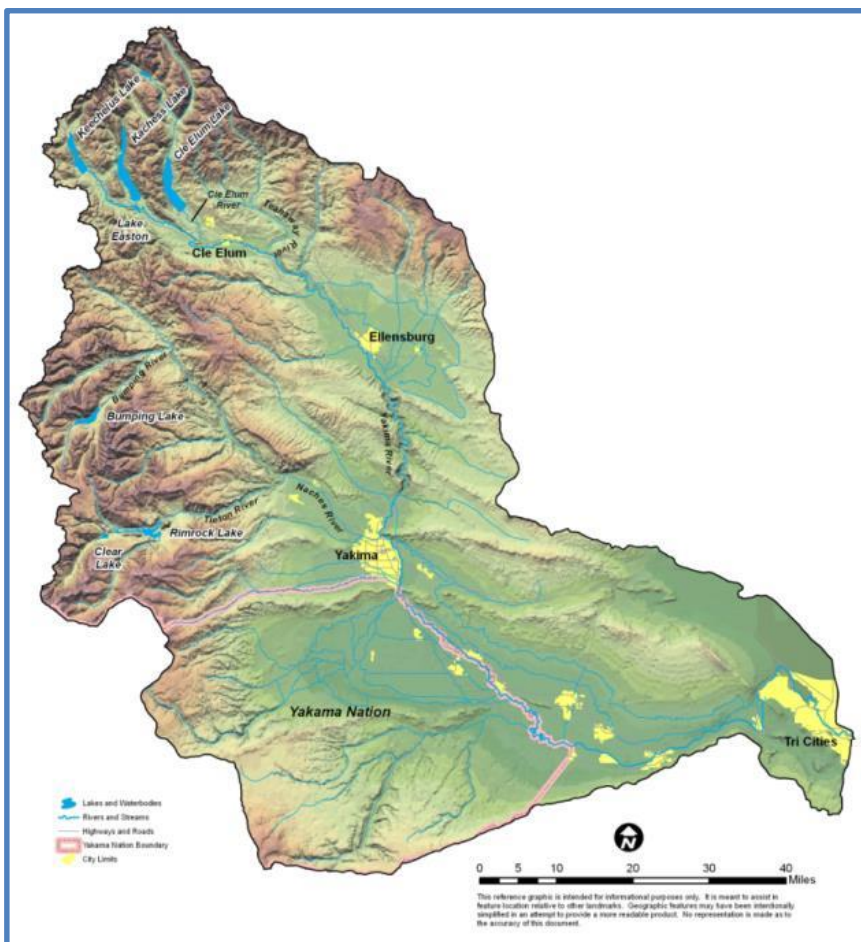 Keechelus Lake
Kachess Lake
Cle Elum Lake
Cle Elum
River
Teanaway
River
Lake
Easton
Cle Elum
Ellensburg
Bumping River
Bumping Lake
Yakima River
Naches River
Tieton River
Rimrock Lake
Clear
Lake
Yakima
Yakama Nation
Tri Cities
Lakes and Waterbodies
Rivers and Streams
Highways and Roads
Yakama Nation Boundary
City Limits
N
0 5 10 20 30 40
Miles
This reference graphic is intended for informational purposes only. It is meant to assist in
feature location relative to other landmarks. Geographic features may have been intentionally
simplified in an attempt to provide a more readable product. No representation is made as to
the accuracy of this document.